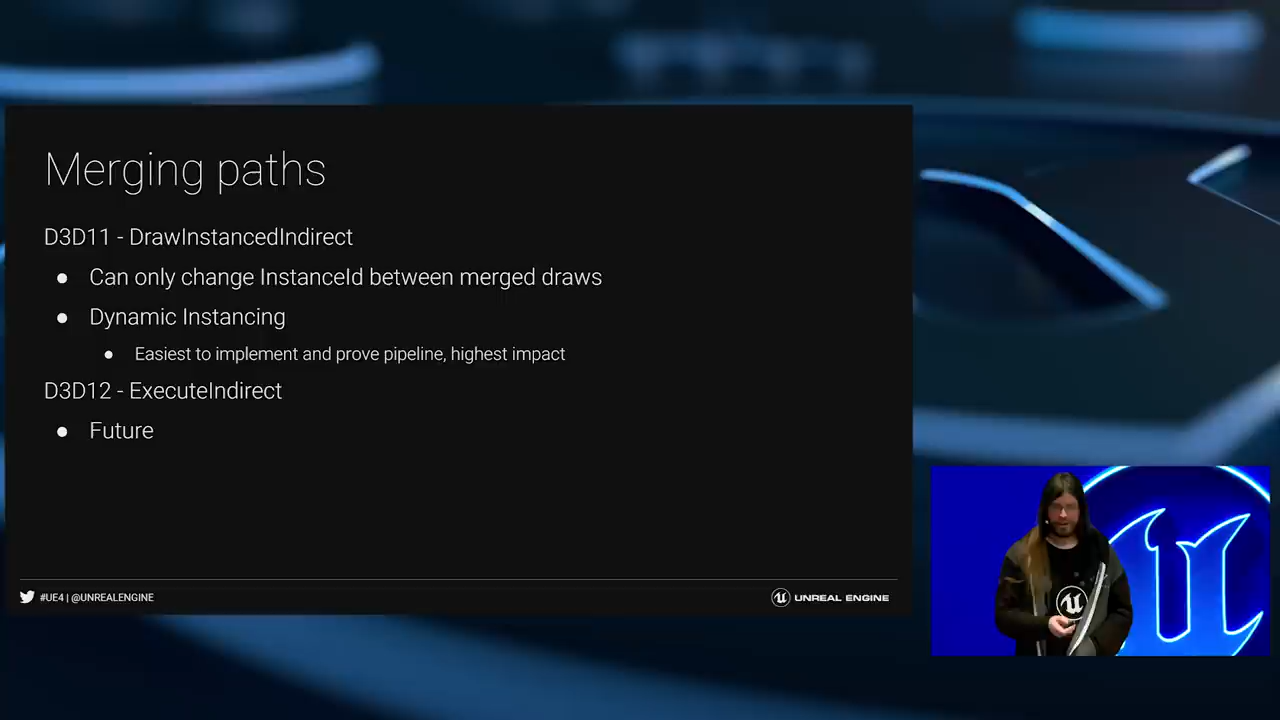 Merging paths
D3D11 - DrawInstancedIndirect
● Can only change InstanceId between merged draws
● Dynamic Instancing
● Easiest to implement and prove pipeline, highest impact
D3D12 - ExecuteIndirect
● Future
#UE4 | @UNREALENGINE
UNREAL ENGINE